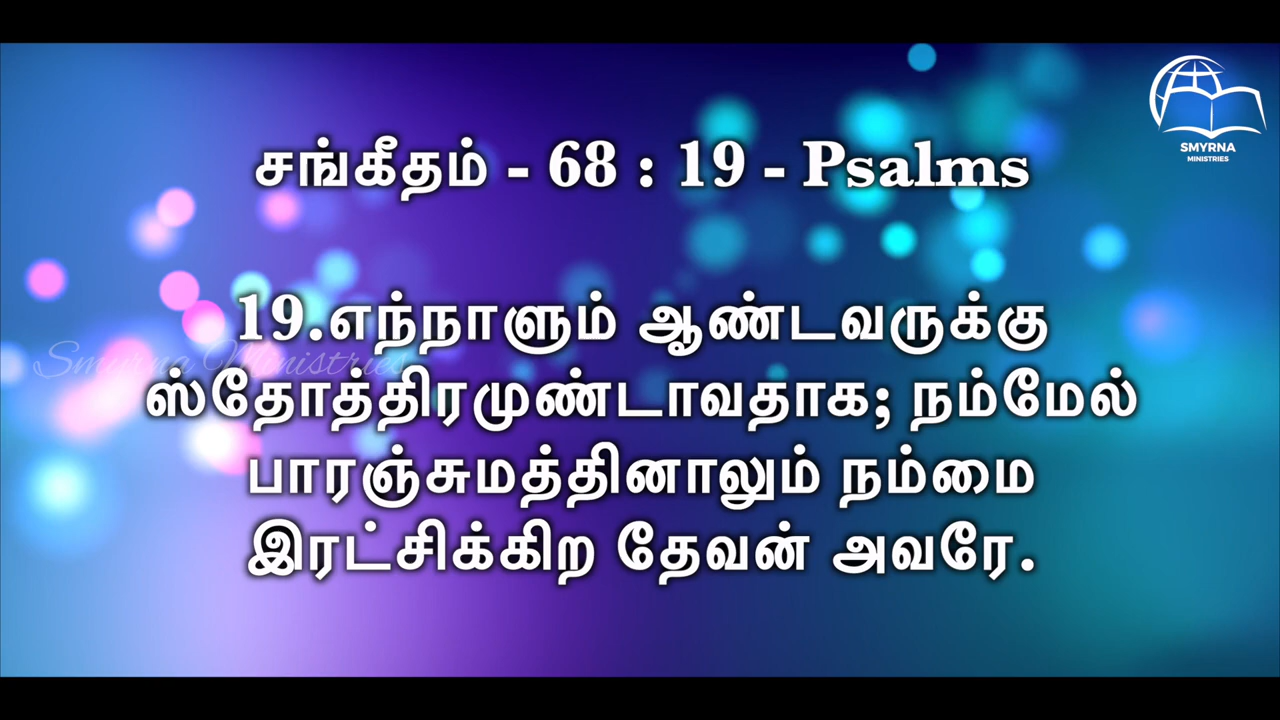 SMYRNA
MINISTRIES
சங்கீதம் - 68 : 19 - Psalms
19.எந்நாளும் ஆண்டவருக்கு
Smyrna Ministries
ஸ்தோத்திரமுண்டாவதாக; நம்மேல்
பாரஞ்சுமத்தினாலும் நம்மை
இரட்சிக்கிற தேவன் அவரே.